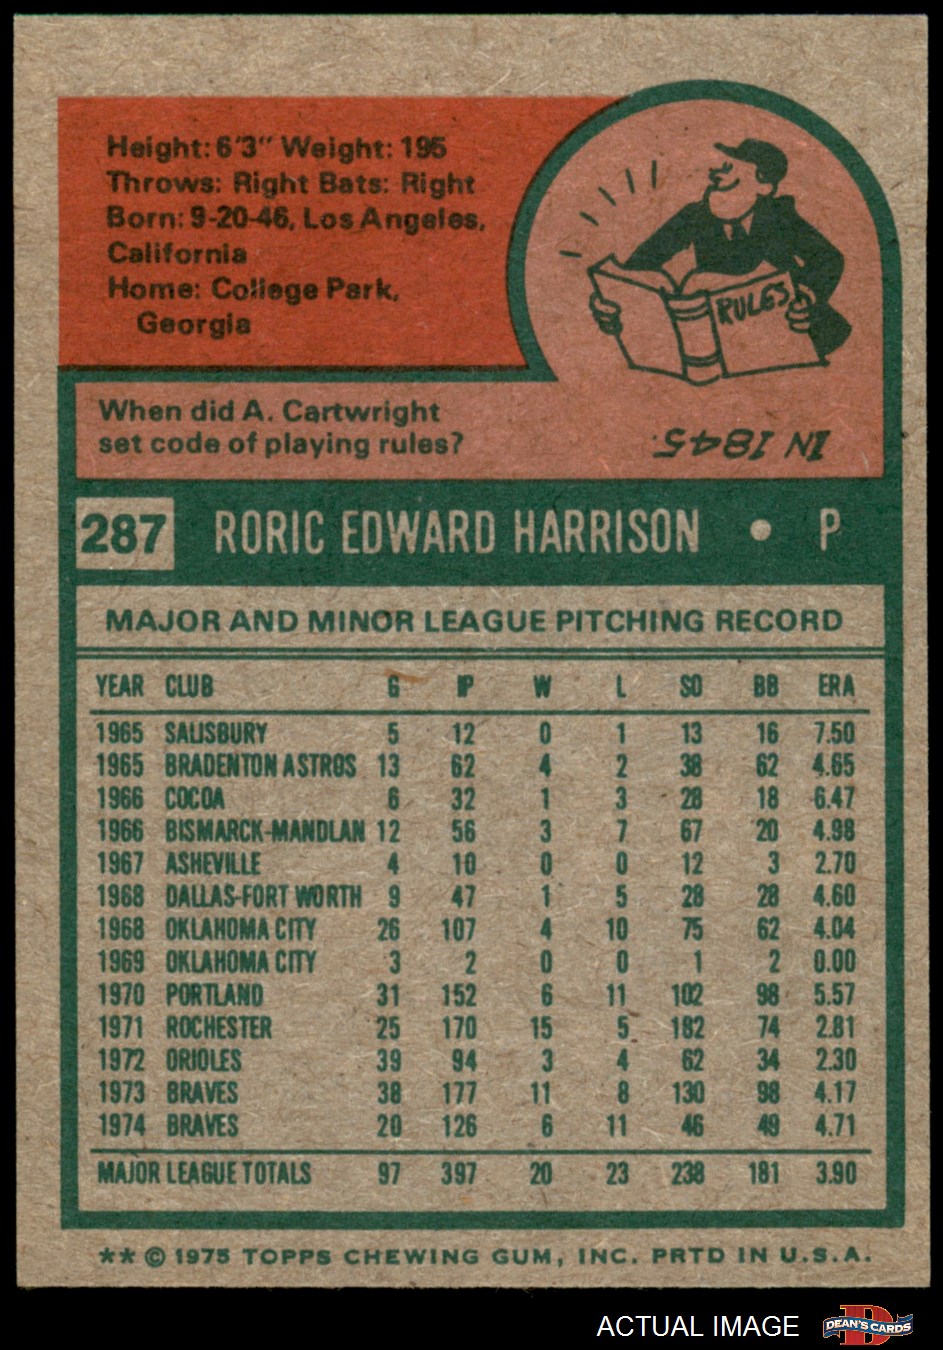 Height: 6'3" Weight: 195
Throws: Right Bats: Right
Born: 9-20-46, Los Angeles,
California
Home: College Park,
Georgia
RULES
When did A. Cartwright
set code of playing rules?
IN 1845.
287 RORIC EDWARD HARRISON • P
MAJOR AND MINOR LEAGUE PITCHING RECORD
YEAR CLUB G IP W L SO BB ERA
1965 SALISBURY 5 12 0 1 13 16 7.50
1965 BRADENTON ASTROS 13 62 4 2 38 62 4.65
1966 COCOA 6 32 1 3 28 18 6.47
1966 BISMARCK-MANDLAN 12 56 3 7 67 20 4.98
1967 ASHEVILLE 4 10 0 0 12 3 2.70
1968 DALLAS-FORT WORTH 9 47 1 5 28 28 4.60
1968 OKLAHOMA CITY 26 107 4 10 75 62 4.04
1969 OKLAHOMA CITY 3 2 0 0 1 2 0.00
1970 PORTLAND 31 152 6 11 102 98 5.57
1971 ROCHESTER 25 170 15 5 182 74 2.81
1972 ORIOLES 39 94 3 4 62 34 2.30
1973 BRAVES 38 177 11 8 130 98 4.17
1974 BRAVES 20 126 6 11 46 49 4.71
MAJOR LEAGUE TOTALS 97 397 20 23 238 181 3.90
** © 1975 TOPPS CHEWING GUM, INC. PRTD IN U.S.A.
ACTUAL IMAGE D DEAN'S CARDS